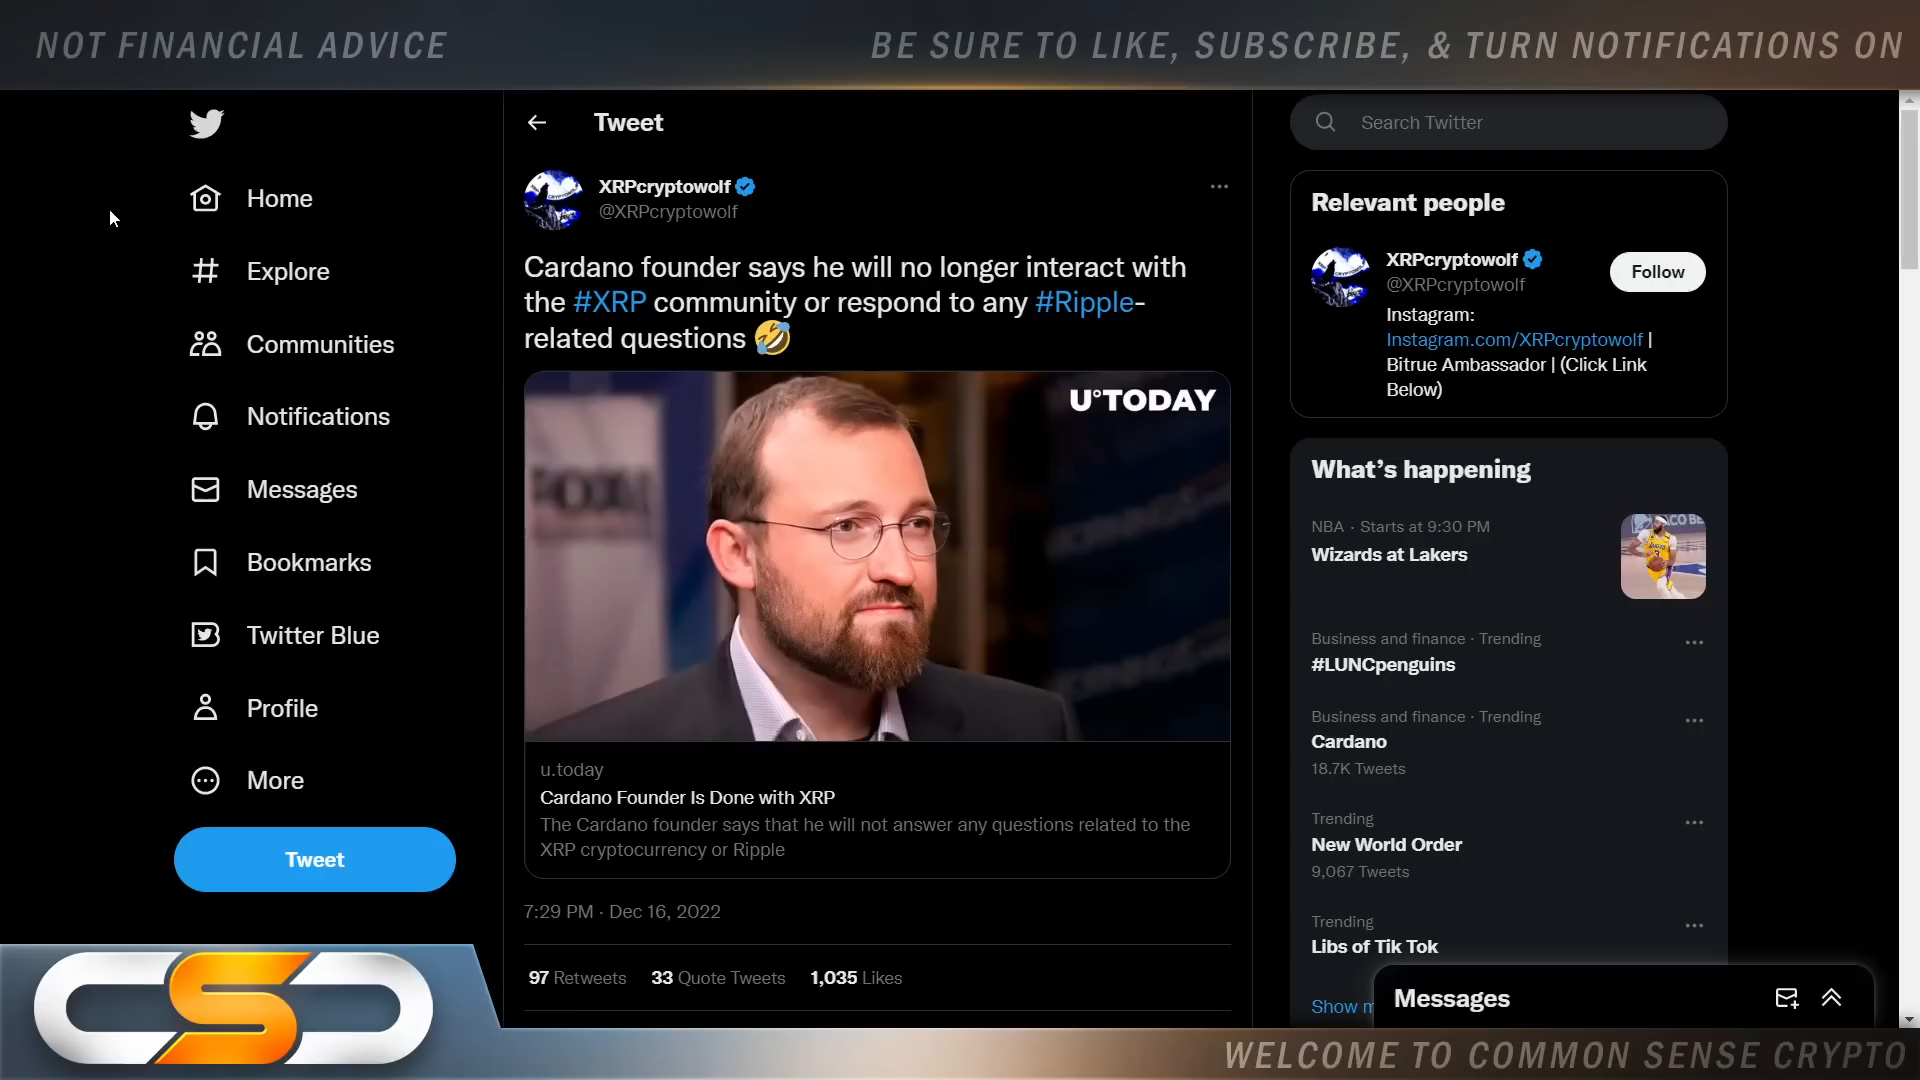 NOT FINANCIAL ADVICE
BE SURE TO LIKE, SUBSCRIBE, & TURN NOTIFICATIONS ON
Home
Explore
Communities
Notifications
Messages
Bookmarks
Twitter Blue
Profile
More
Tweet
Tweet
XRPcryptowolf
@XRPcryptowolf
Cardano founder says he will no longer interact with
the #XRP community or respond to any #Ripple-
related questions 🤣
U°TODAY
u.today
Cardano Founder Is Done with XRP
The Cardano founder says that he will not answer any questions related to the
XRP cryptocurrency or Ripple
7:29 PM · Dec 16, 2022
97 Retweets 33 Quote Tweets 1,035 Likes
Search Twitter
Relevant people
XRPcryptowolf
@XRPcryptowolf
Follow
Instagram:
Instagram.com/XRPcryptowolf |
Bitrue Ambassador | (Click Link
Below)
What's happening
NBA · Starts at 9:30 PM
Wizards at Lakers
Business and finance · Trending
#LUNCpenguins
Business and finance · Trending
Cardano
18.7K Tweets
Trending
New World Order
9,067 Tweets
Trending
Libs of Tik Tok
Show
Messages
CSC
WELCOME TO COMMON SENSE CRYPTO